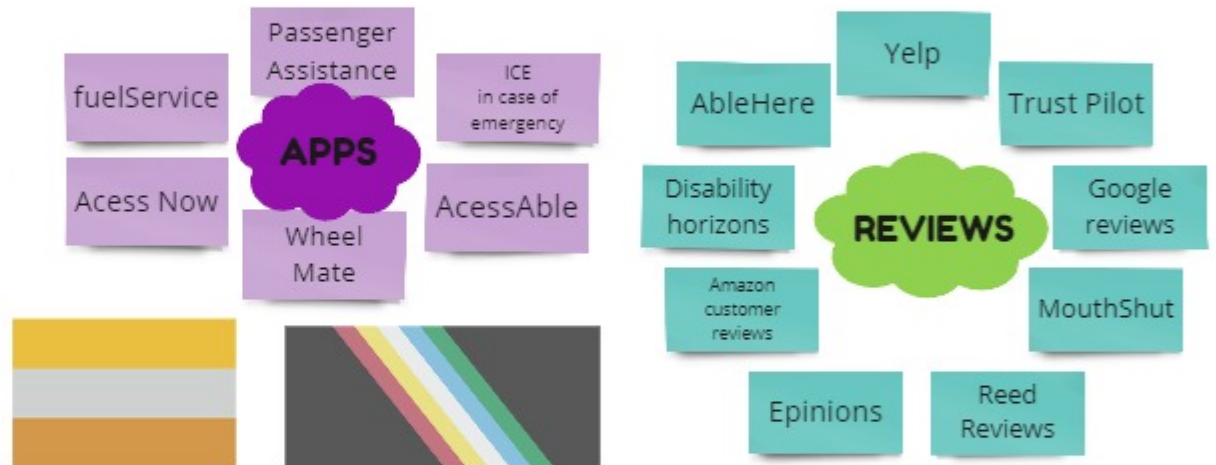 Passenger
Assistance
fuelService
ICE
in case of
emergency
APPS
Acess Now
AcessAble
Wheel
Mate
Yelp
AbleHere
Trust Pilot
Disability
horizons
Google
reviews
REVIEWS
Amazon
customer
reviews
MouthShut
Epinions
Reed
Reviews